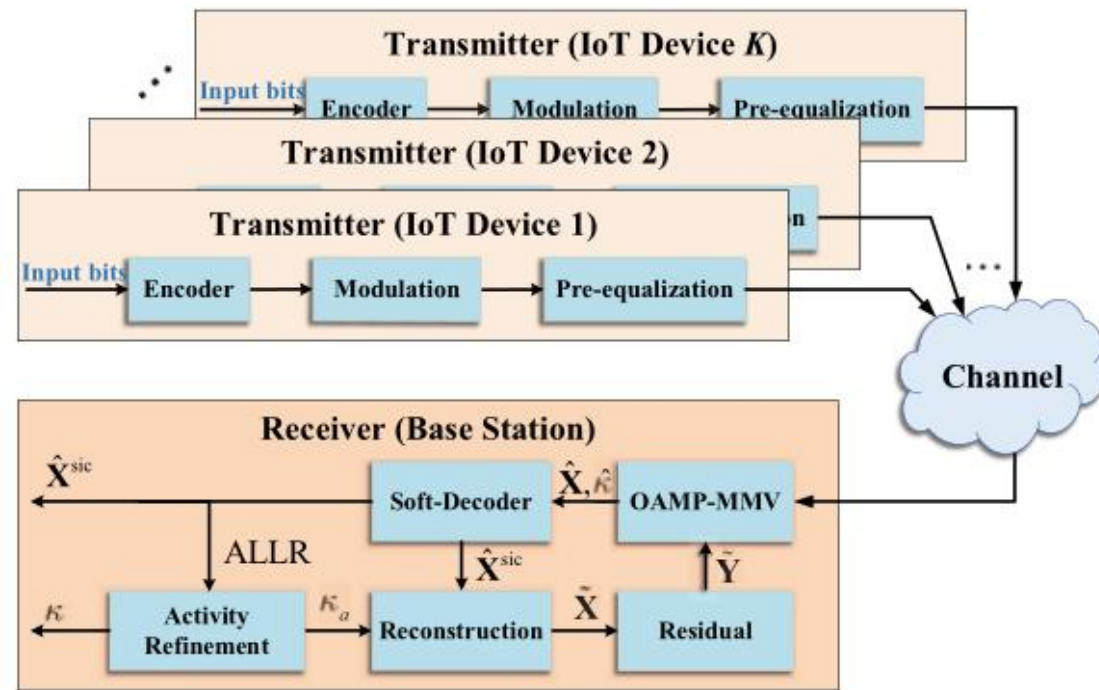 Transmitter (IoT Device K)
Input bits
Encoder
Modulation
Pre-equalization
Transmitter (IoT Device 2)
Transmitter (IoT Device 1)
Input bits
Encoder
Modulation
Pre-equalization
...
Channel
Receiver (Base Station)
X̂^sic
Soft-Decoder
X̂, κ̂
OAMP-MMV
ALLR
X̂^sic
Ỹ
κ
Activity
Refinement
κ_a
Reconstruction
X̃
Residual